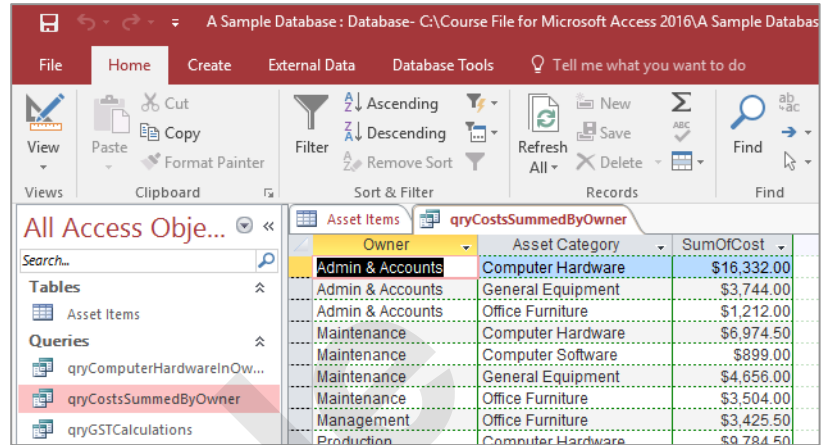 A Sample Database : Database- C:\Course File for Microsoft Access 2016\A Sample Databas
File Home Create External Data Database Tools Tell me what you want to do
View
Paste
Cut
Copy
Format Painter
Filter
Ascending
Descending
Remove Sort
Refresh All
New
Save
Delete
ABC
Find
ab
ac
Views Clipboard Sort & Filter Records Find
All Access Obje...
Search...
Tables
Asset Items
Queries
qryComputerHardwareInOw...
qryCostsSummedByOwner
qryGSTCalculations
Asset Items qryCostsSummedByOwner
Owner Asset Category SumOfCost
Admin & Accounts Computer Hardware $16,332.00
Admin & Accounts General Equipment $3,744.00
Admin & Accounts Office Furniture $1,212.00
Maintenance Computer Hardware $6,974.50
Maintenance Computer Software $899.00
Maintenance General Equipment $4,656.00
Maintenance Office Furniture $3,504.00
Management Office Furniture $3,425.50
Production Computer Hardware $9,784.50